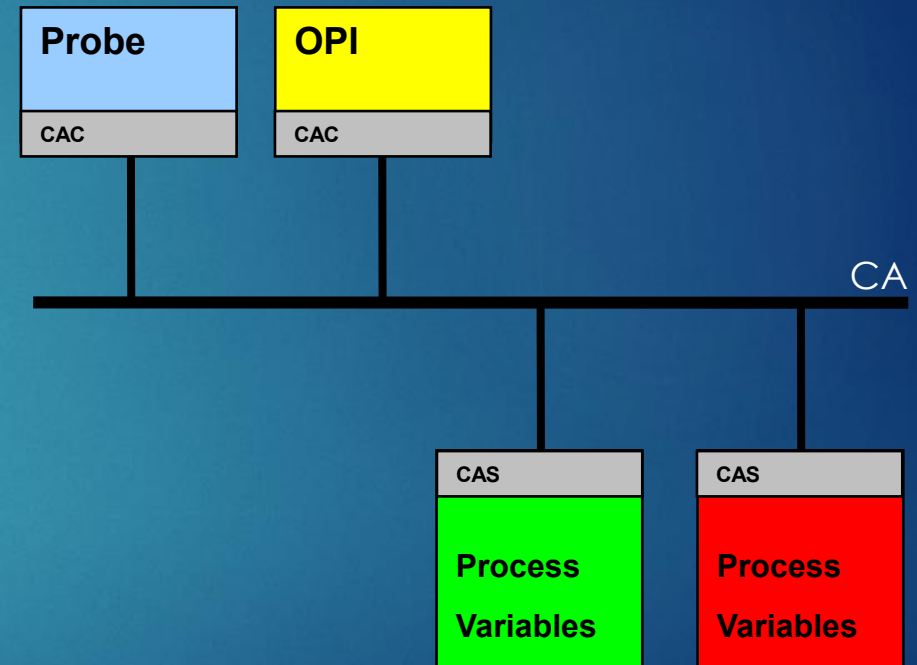 Probe
OPI
CAC
CAC
CA
CAS
CAS
Process
Variables
Process
Variables